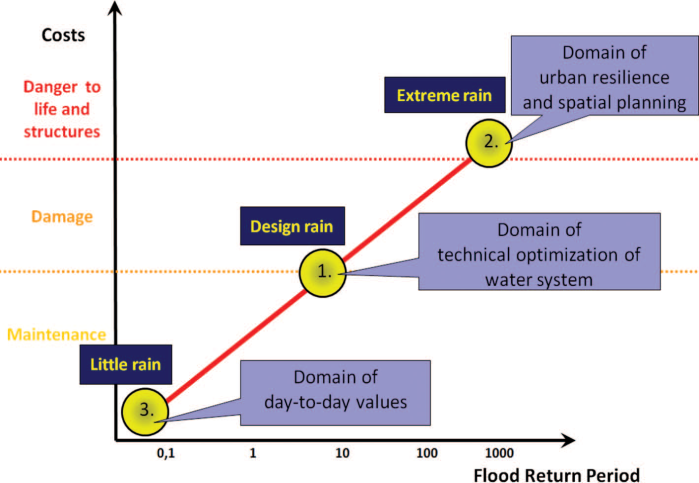 Costs
Danger to
life and
structures
Damage
Maintenance
Extreme rain
2.
Domain of
urban resilience
and spatial planning
Design rain
1.
Domain of
technical optimization of
water system
Little rain
3.
Domain of
day-to-day values
0,1
1
10
100
1000
Flood Return Period